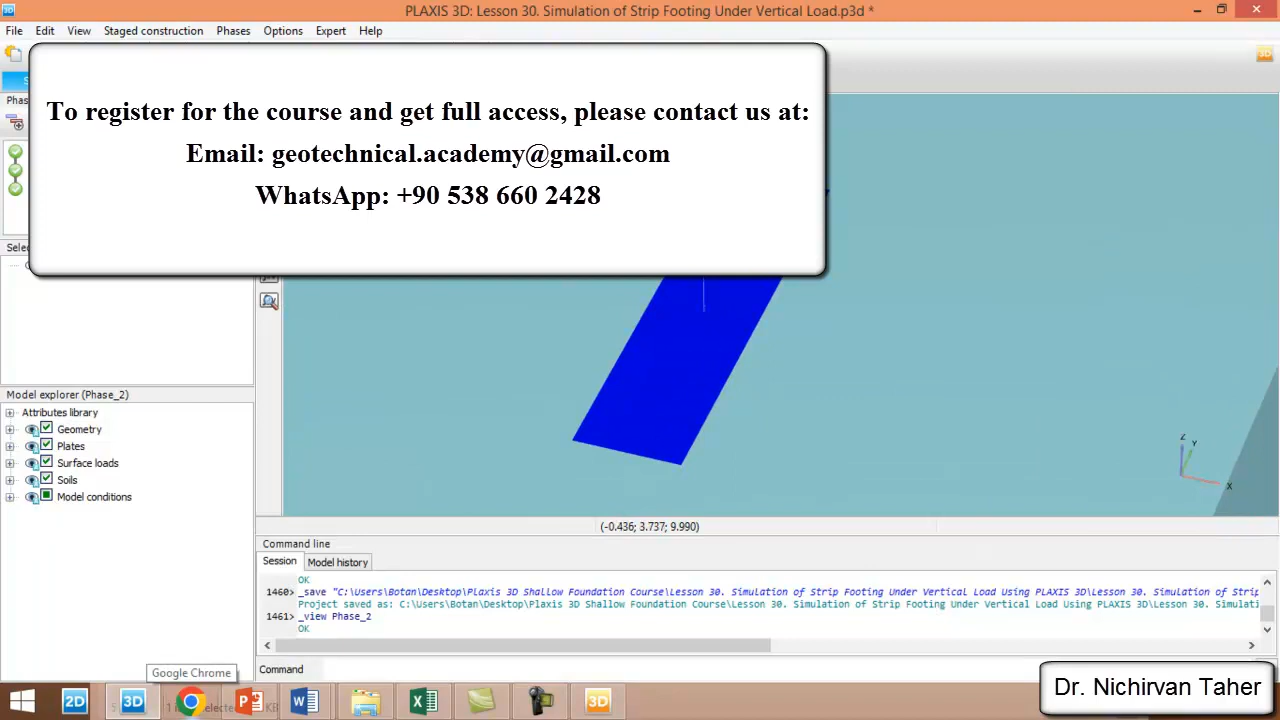 PLAXIS 3D: Lesson 30. Simulation of Strip Footing Under Vertical Load.p3d *
File Edit View Staged construction Phases Options Expert Help
To register for the course and get full access, please contact us at:
Email: geotechnical.academy@gmail.com
WhatsApp: +90 538 660 2428
Phas
Selec
Model explorer (Phase_2)
Attributes library
Geometry
Plates
Surface loads
Soils
Model conditions
Z
Y
X
(-0.436; 3.737; 9.990)
Command line
Session Model history
OK
1460> _save "C:\Users\Botan\Desktop\Plaxis 3D Shallow Foundation Course\Lesson 30. Simulation of Strip Footing Under Vertical Load Using PLAXIS 3D\Lesson 30. Simulation of Strip
Project saved as: C:\Users\Botan\Desktop\Plaxis 3D Shallow Foundation Course\Lesson 30. Simulation of Strip Footing Under Vertical Load Using PLAXIS 3D\Lesson 30. Simulati
1461> _view Phase_2
OK
Command
Google Chrome
2D 3D 3D
Dr. Nichirvan Taher